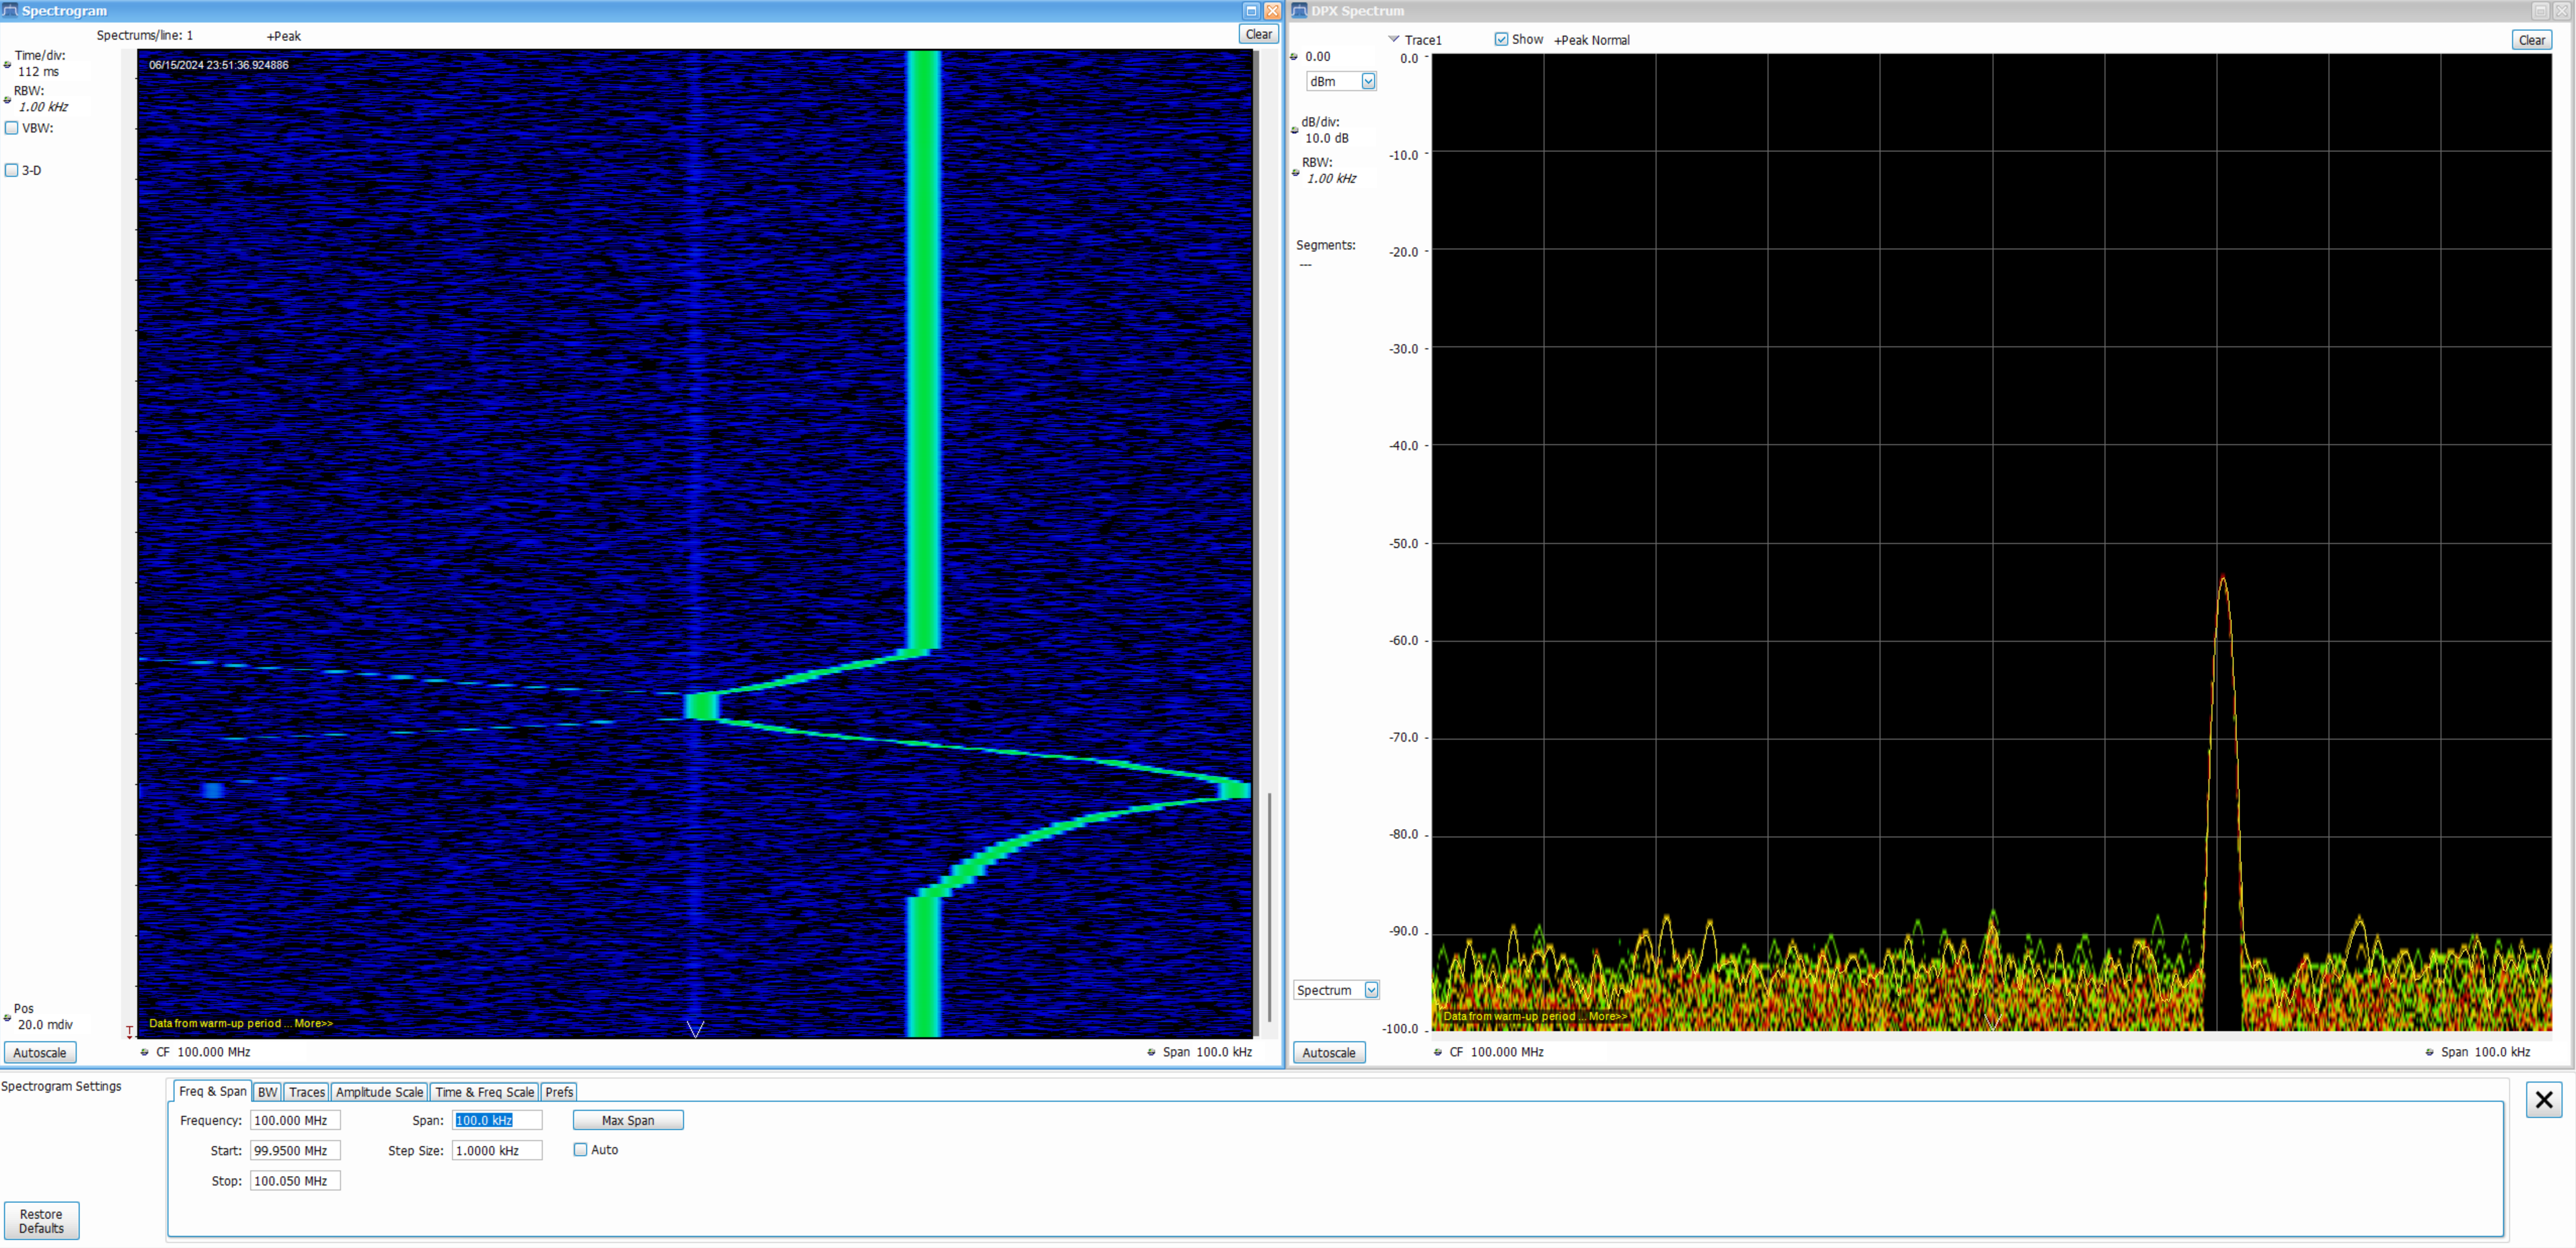 Spectrogram
Spectrums/line: 1
+Peak
Clear
Time/div:
112 ms
RBW:
1.00 kHz
VBW:
3-D
06/15/2024 23:51:36.924886
Pos
20.0 mdiv
T
Data from warm-up period ... More>>
Autoscale
CF 100.000 MHz
Span 100.0 kHz
DPX Spectrum
Trace1
Show
+Peak Normal
Clear
0.00
dBm
dB/div:
10.0 dB
RBW:
1.00 kHz
Segments:
---
0.0
-10.0
-20.0
-30.0
-40.0
-50.0
-60.0
-70.0
-80.0
-90.0
-100.0
Spectrum
Data from warm-up period ... More>>
Autoscale
CF 100.000 MHz
Span 100.0 kHz
Spectrogram Settings
Freq & Span
BW
Traces
Amplitude Scale
Time & Freq Scale
Prefs
Frequency: 100.000 MHz
Span: 100.0 kHz
Max Span
Start: 99.9500 MHz
Step Size: 1.0000 kHz
Auto
Stop: 100.050 MHz
Restore
Defaults